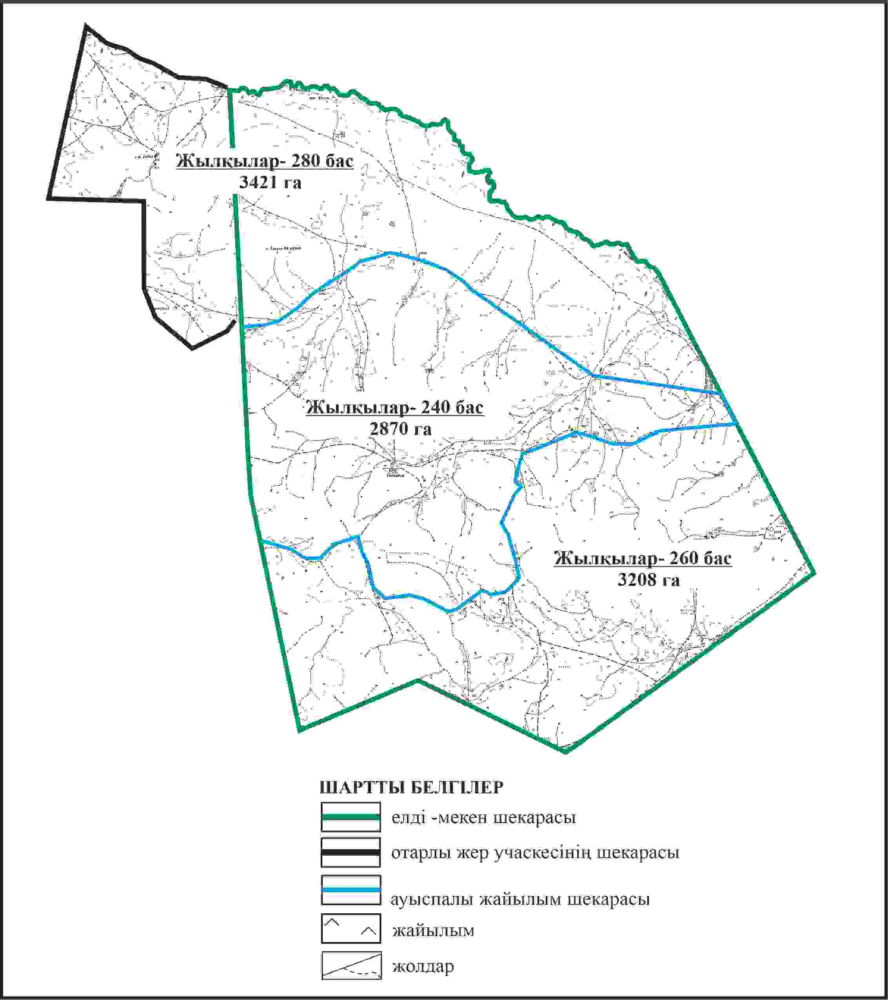 Жылқылар- 280 бас
3421 га
Жылқылар- 240 бас
2870 га
Жылқылар- 260 бас
3208 га
ШАРТТЫ БЕЛГІЛЕР
елді -мекен шекарасы
отарлы жер учаскесінің шекарасы
ауыспалы жайылым шекарасы
жайылым
жолдар